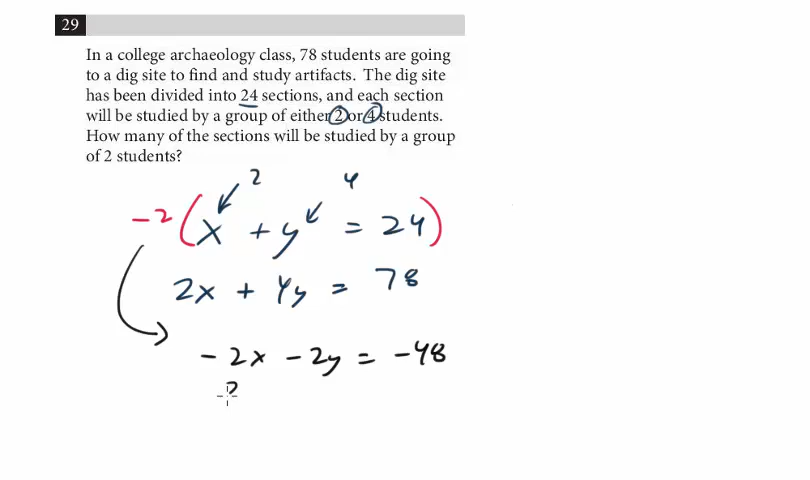 29
In a college archaeology class, 78 students are going
to a dig site to find and study artifacts. The dig site
has been divided into 24 sections, and each section
will be studied by a group of either 2 or 4 students.
How many of the sections will be studied by a group
of 2 students?
2 4
-2(x + y = 24)
2x + 4y = 78
-2x - 2y = -48
2